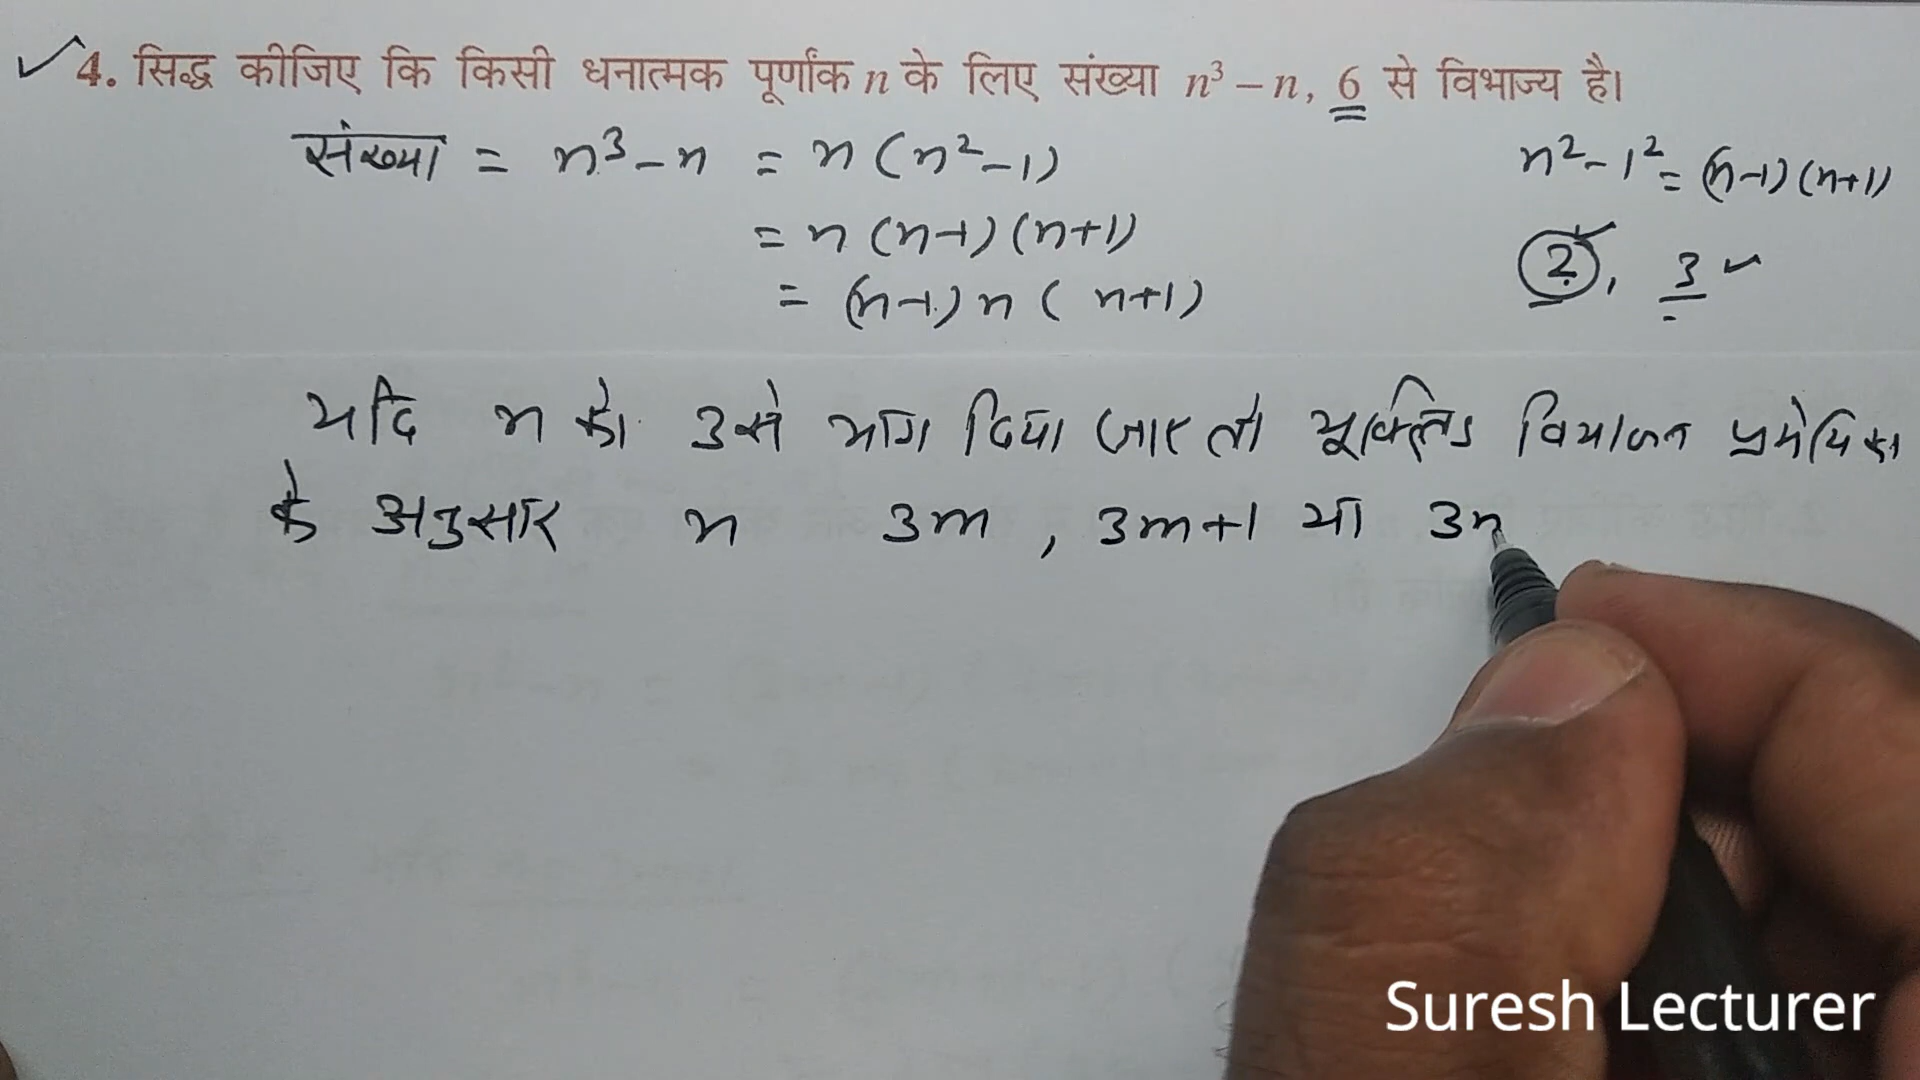 4. सिद्ध कीजिए कि किसी धनात्मक पूर्णांक n के लिए संख्या n³ – n, 6 से विभाज्य है।
संख्या = n³ – n = n (n² – 1)
= n (n-1) (n+1)
= (n-1) n ( n+1)
n² – 1² = (n-1) (n+1)
2, 3
यदि n को 3 से भाग दिया जाए तो यूक्लिड विभाजन प्रमेयिका
के अनुसार n 3m , 3m+1 या 3m
Suresh Lecturer